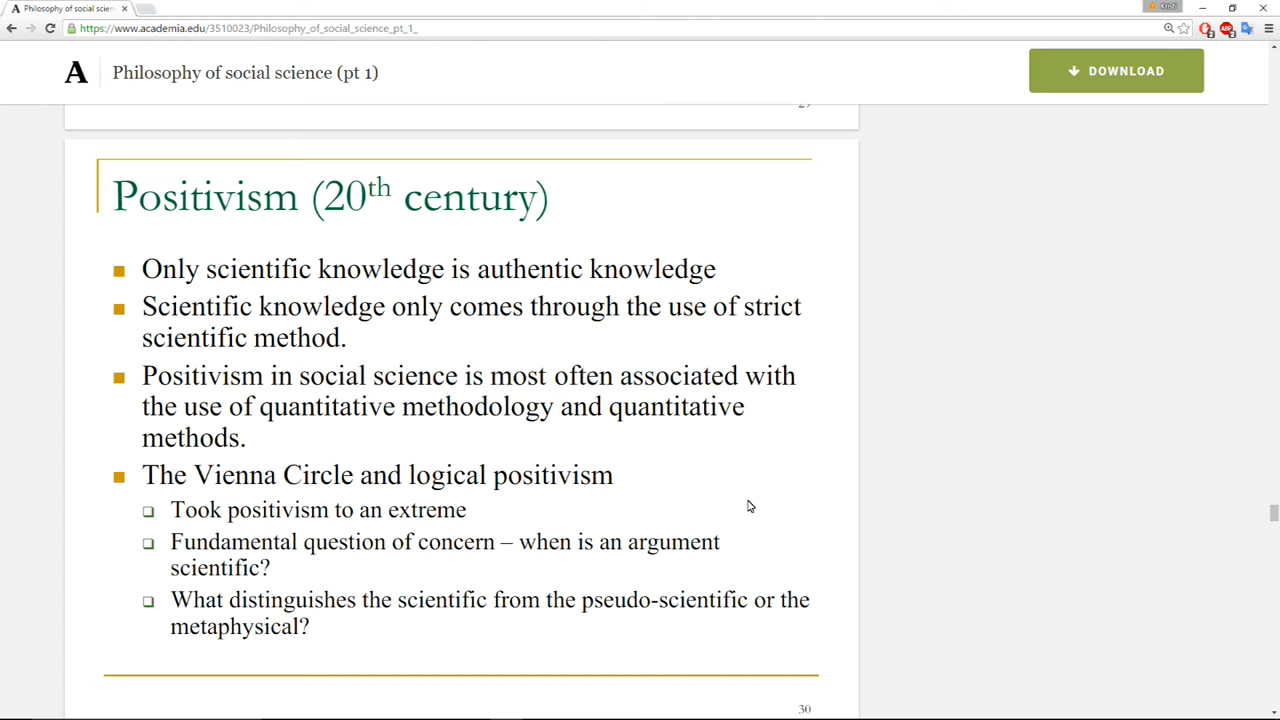 Philosophy of social scien
Kristi
https://www.academia.edu/3510023/Philosophy_of_social_science_pt_1_
A Philosophy of social science (pt 1)
DOWNLOAD
Positivism (20th century)
Only scientific knowledge is authentic knowledge
Scientific knowledge only comes through the use of strict
scientific method.
Positivism in social science is most often associated with
the use of quantitative methodology and quantitative
methods.
The Vienna Circle and logical positivism
Took positivism to an extreme
Fundamental question of concern – when is an argument
scientific?
What distinguishes the scientific from the pseudo-scientific or the
metaphysical?
30